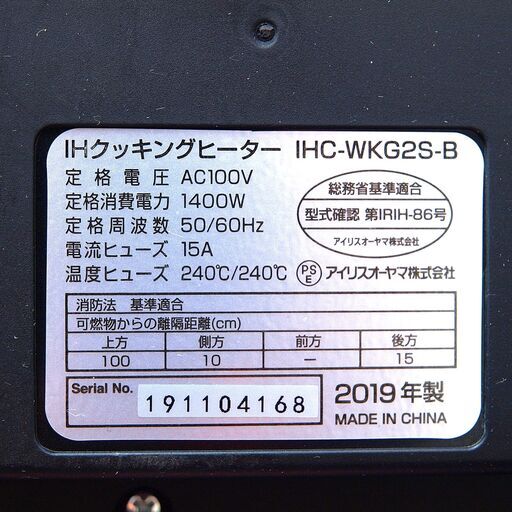 IHクッキングヒーター IHC-WKG2S-B
定格電圧 AC100V
定格消費電力 1400W
定格周波数 50/60Hz
電流ヒューズ 15A
温度ヒューズ 240℃/240℃
総務省基準適合
型式確認 第IRIH-86号
アイリスオーヤマ株式会社
PSE アイリスオーヤマ株式会社
消防法 基準適合
可燃物からの離隔距離(cm)
上方 側方 前方 後方
100 10 — 15
Serial No. 191104168
2019年製
MADE IN CHINA